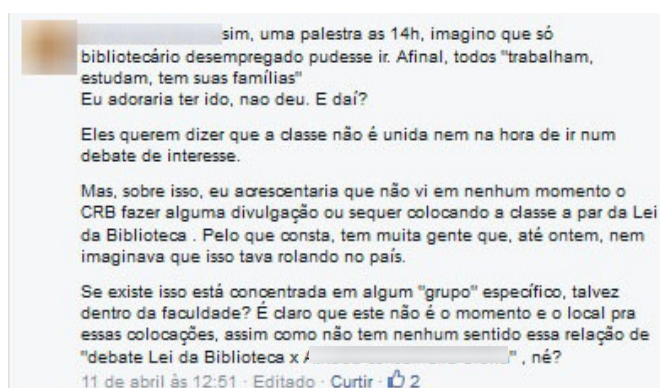 sim, uma palestra as 14h, imagino que só
bibliotecário desempregado pudesse ir. Afinal, todos "trabalham,
estudam, tem suas famílias"
Eu adoraria ter ido, nao deu. E daí?
Eles querem dizer que a classe não é unida nem na hora de ir num
debate de interesse.
Mas, sobre isso, eu acrescentaria que não vi em nenhum momento o
CRB fazer alguma divulgação ou sequer colocando a classe a par da Lei
da Biblioteca . Pelo que consta, tem muita gente que, até ontem, nem
imaginava que isso tava rolando no país.
Se existe isso está concentrada em algum "grupo" específico, talvez
dentro da faculdade? É claro que este não é o momento e o local pra
essas colocações, assim como não tem nenhum sentido essa relação de
"debate Lei da Biblioteca x " , né?
11 de abril às 12:51 · Editado · Curtir · 2